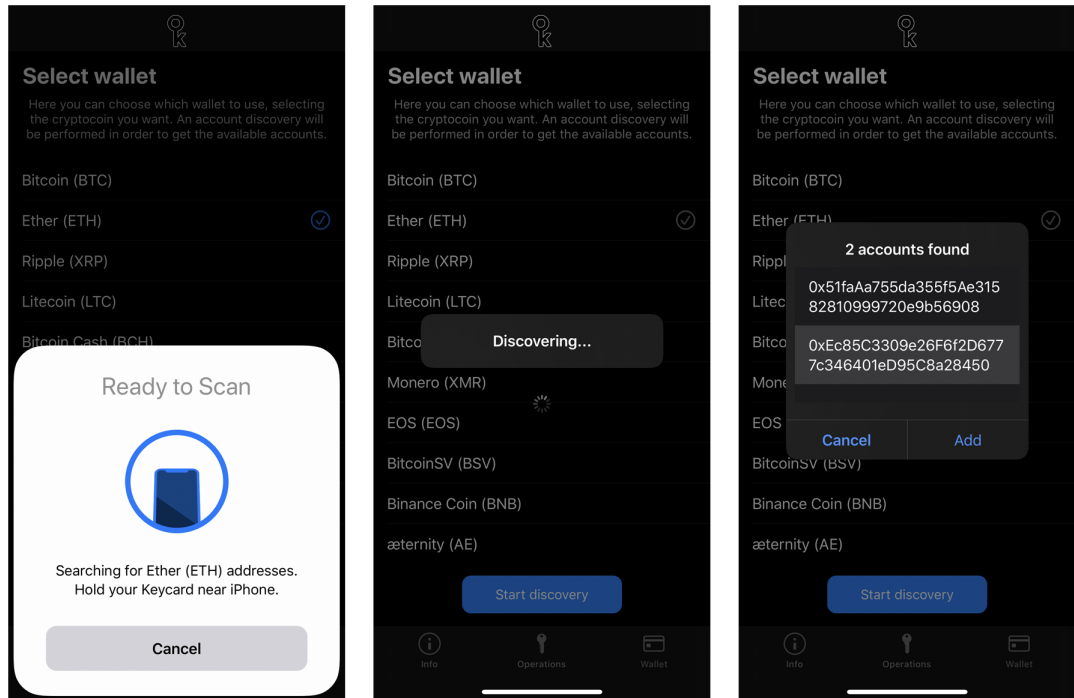 Select wallet
Here you can choose which wallet to use, selecting
the cryptocoin you want. An account discovery will
be performed in order to get the available accounts.
Bitcoin (BTC)
Ether (ETH)
Ripple (XRP)
Litecoin (LTC)
Bitcoin Cash (BCH)
Ready to Scan
Searching for Ether (ETH) addresses.
Hold your Keycard near iPhone.
Cancel
Select wallet
Here you can choose which wallet to use, selecting
the cryptocoin you want. An account discovery will
be performed in order to get the available accounts.
Bitcoin (BTC)
Ether (ETH)
Ripple (XRP)
Litecoin (LTC)
Bitco
Discovering...
Monero (XMR)
EOS (EOS)
BitcoinSV (BSV)
Binance Coin (BNB)
æternity (AE)
Start discovery
Info Operations Wallet
Select wallet
Here you can choose which wallet to use, selecting
the cryptocoin you want. An account discovery will
be performed in order to get the available accounts.
Bitcoin (BTC)
Ether (ETH)
Rippl
Litec
Bitco
Mone
EOS
2 accounts found
0x51faAa755da355f5Ae315
82810999720e9b56908
0xEc85C3309e26F6f2D677
7c346401eD95C8a28450
Cancel Add
BitcoinSV (BSV)
Binance Coin (BNB)
æternity (AE)
Start discovery
Info Operations Wallet